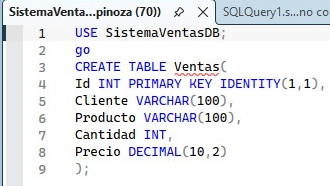 SistemaVenta...pinoza (70))
SQLQuery1.s...no co
1 USE SistemaVentasDB;
2 go
3 CREATE TABLE Ventas(
4 Id INT PRIMARY KEY IDENTITY(1,1),
5 Cliente VARCHAR(100),
6 Producto VARCHAR(100),
7 Cantidad INT,
8 Precio DECIMAL(10,2)
9 );